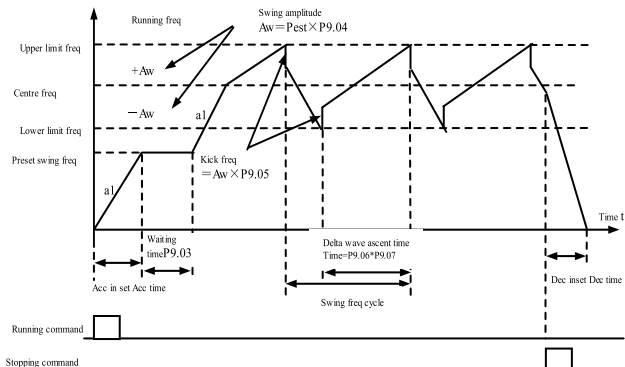 Running freq
Swing amplitude
Aw=Pest×P9.04
Upper limit freq
+Aw
Centre freq
−Aw
a1
Lower limit freq
Preset swing freq
Kick freq
=Aw×P9.05
a1
Time t
Waiting
timeP9.03
Delta wave ascent time
Time=P9.06*P9.07
Acc in set Acc time
Dec inset Dec time
Swing freq cycle
Running command
Stopping command